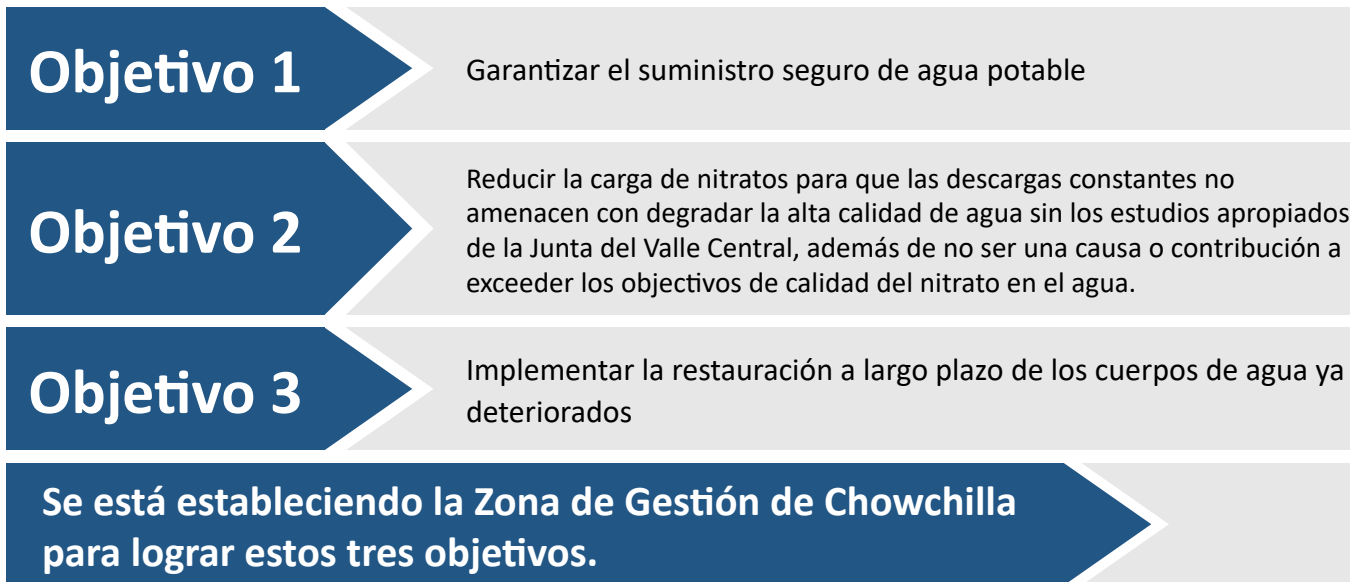 Objetivo 1
Garantizar el suministro seguro de agua potable
Objetivo 2
Reducir la carga de nitratos para que las descargas constantes no
amenacen con degradar la alta calidad de agua sin los estudios apropiados
de la Junta del Valle Central, además de no ser una causa o contribución a
exceder los objectivos de calidad del nitrato en el agua.
Objetivo 3
Implementar la restauración a largo plazo de los cuerpos de agua ya
deteriorados
Se está estableciendo la Zona de Gestión de Chowchilla
para lograr estos tres objetivos.